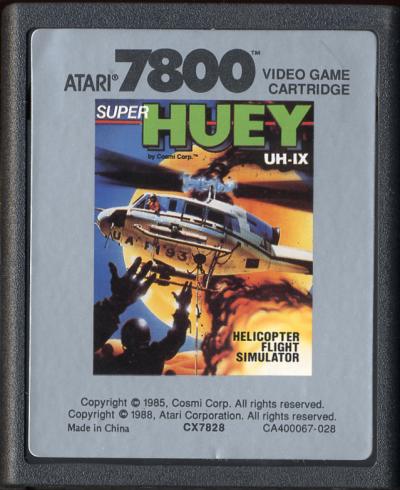 ATARI® 7800™ VIDEO GAME
CARTRIDGE
SUPER
HUEY
by Cosmi Corp.™ UH-IX
HELICOPTER
FLIGHT
SIMULATOR
Copyright © 1985, Cosmi Corp. All rights reserved.
Copyright © 1988, Atari Corporation. All rights reserved.
Made in China CX7828 CA400067-028